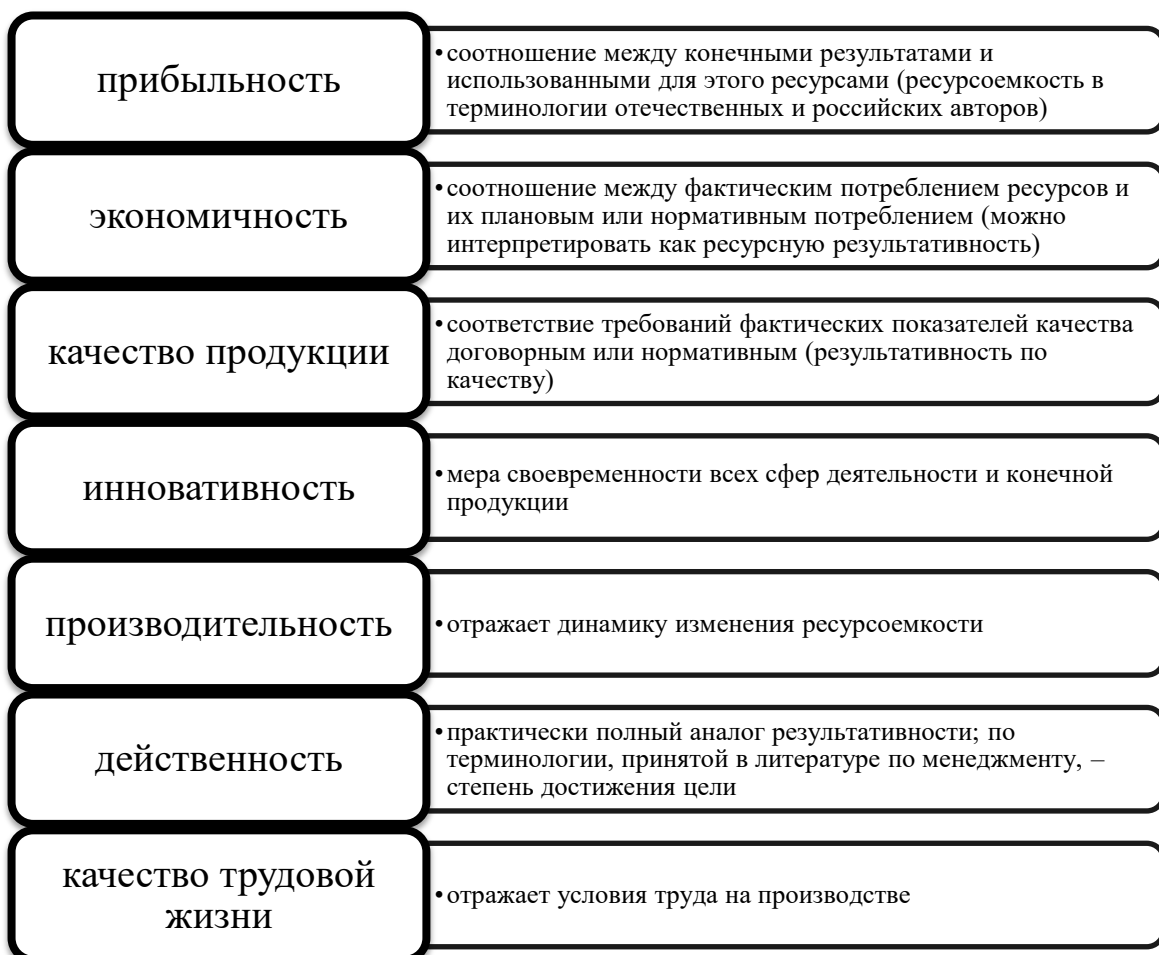 прибыльность
•соотношение между конечными результатами и
использованными для этого ресурсами (ресурсоемкость в
терминологии отечественных и российских авторов)
экономичность
•соотношение между фактическим потреблением ресурсов и
их плановым или нормативным потреблением (можно
интерпретировать как ресурсную результативность)
качество продукции
•соответствие требований фактических показателей качества
договорным или нормативным (результативность по
качеству)
инновативность
•мера своевременности всех сфер деятельности и конечной
продукции
производительность
•отражает динамику изменения ресурсоемкости
действенность
•практически полный аналог результативности; по
терминологии, принятой в литературе по менеджменту, –
степень достижения цели
качество трудовой
жизни
•отражает условия труда на производстве